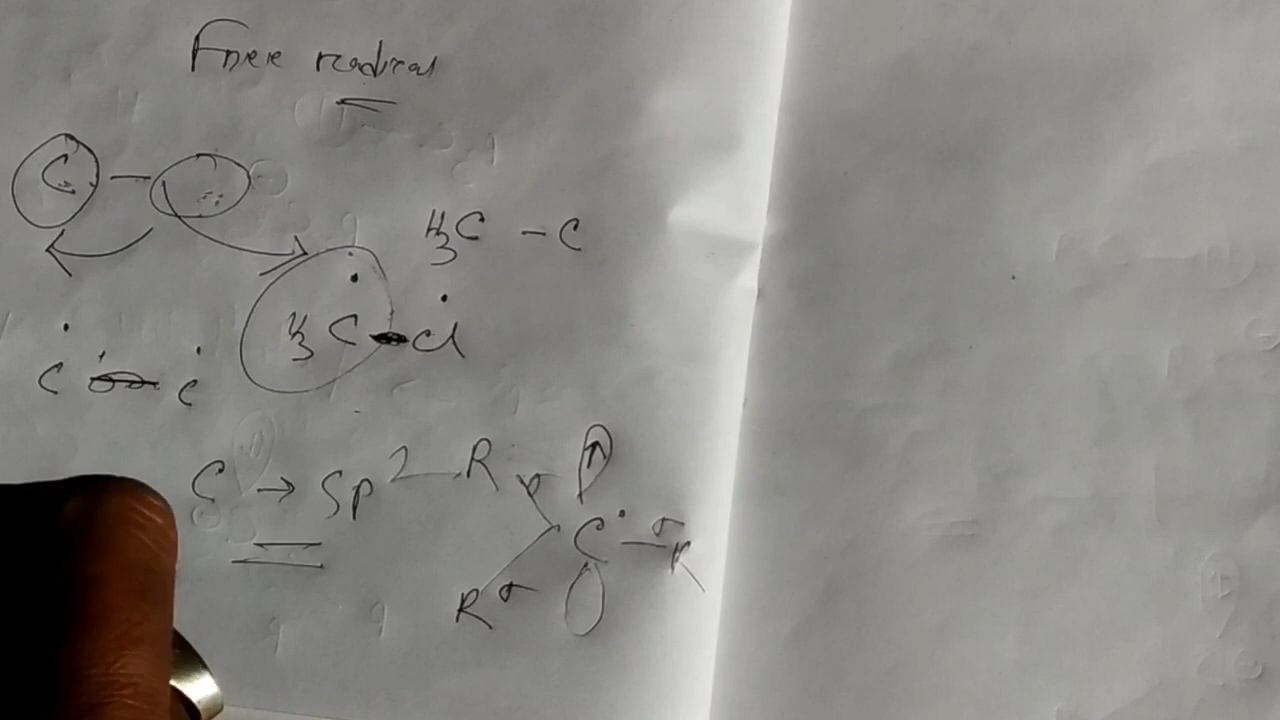 Free radical
C –
H3C – C
H3C Cl
C C
C → Sp2 R
C R
R σ